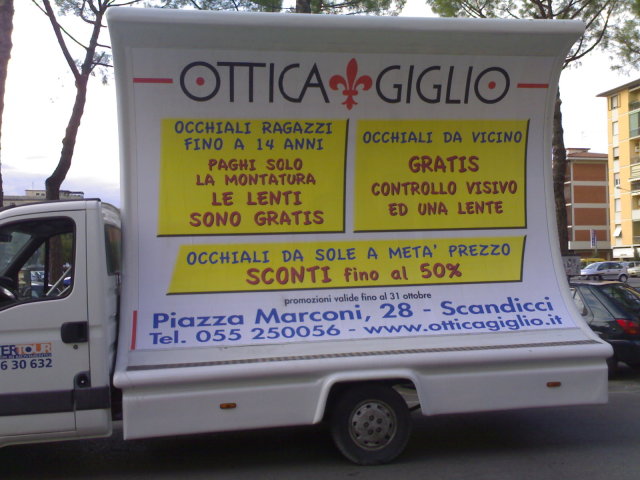 OTTICA GIGLIO
OCCHIALI RAGAZZI
FINO A 14 ANNI
PAGHI SOLO
LA MONTATURA
LE LENTI
SONO GRATIS
OCCHIALI DA VICINO
GRATIS
CONTROLLO VISIVO
ED UNA LENTE
OCCHIALI DA SOLE A META' PREZZO
SCONTI fino al 50%
promozioni valide fino al 31 ottobre
Piazza Marconi, 28 - Scandicci
Tel. 055 250056 - www.otticagiglio.it
TERTOUR
6 30 632